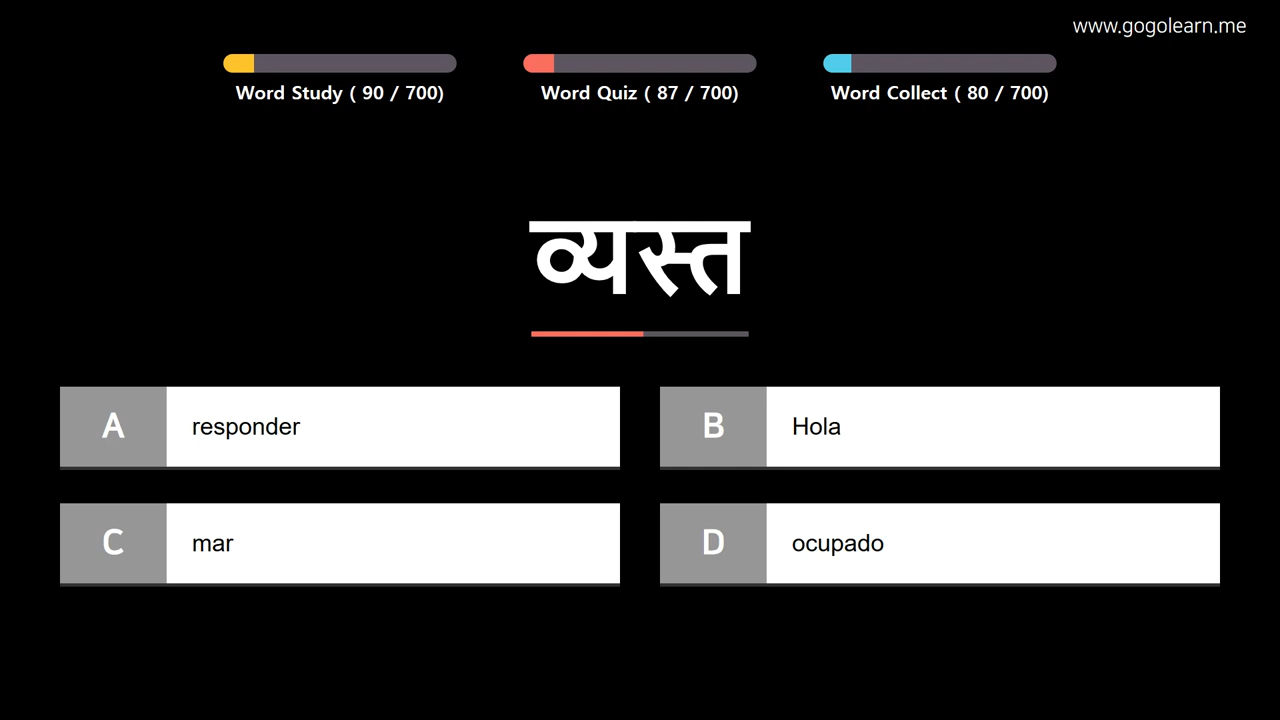 www.gogolearn.me
Word Study ( 90 / 700)
Word Quiz ( 87 / 700)
Word Collect ( 80 / 700)
व्यस्त
A responder
B Hola
C mar
D ocupado